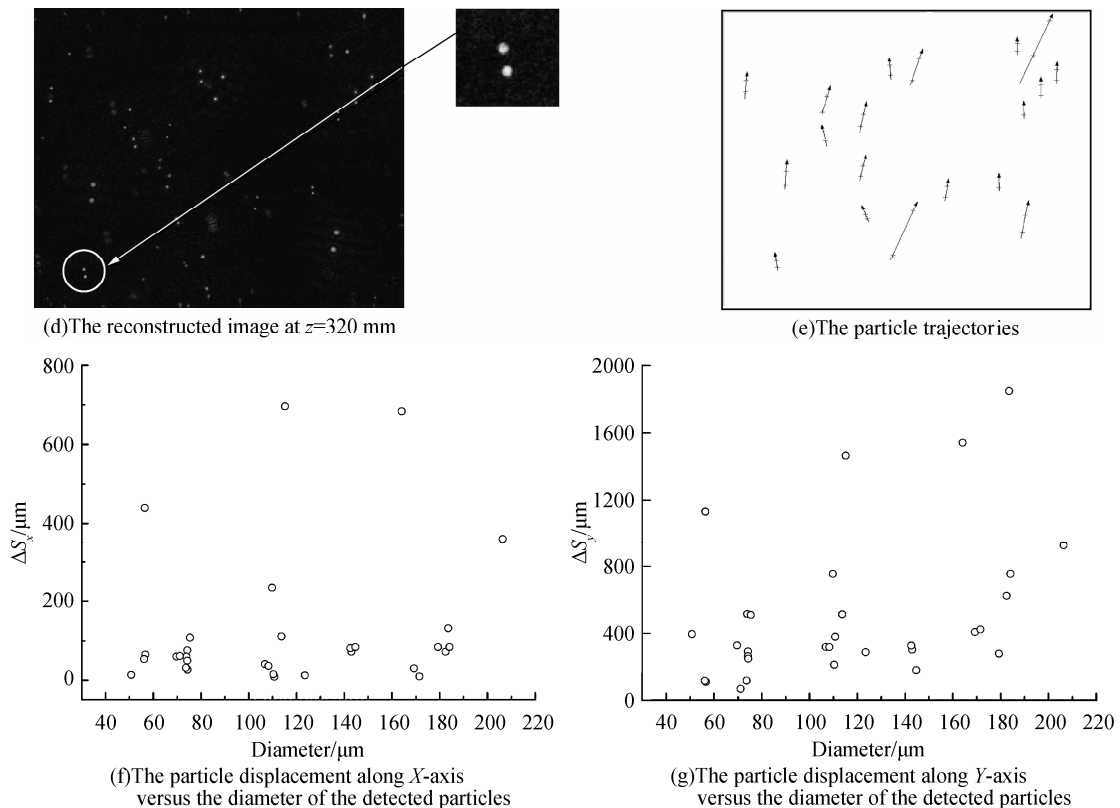 (d)The reconstructed image at z=320 mm
(e)The particle trajectories
800
600
400
200
0
ΔSx/μm
40 60 80 100 120 140 160 180 200 220
Diameter/μm
(f)The particle displacement along X-axis
versus the diameter of the detected particles
2000
1600
1200
800
400
0
ΔSy/μm
40 60 80 100 120 140 160 180 200 220
Diameter/μm
(g)The particle displacement along Y-axis
versus the diameter of the detected particles